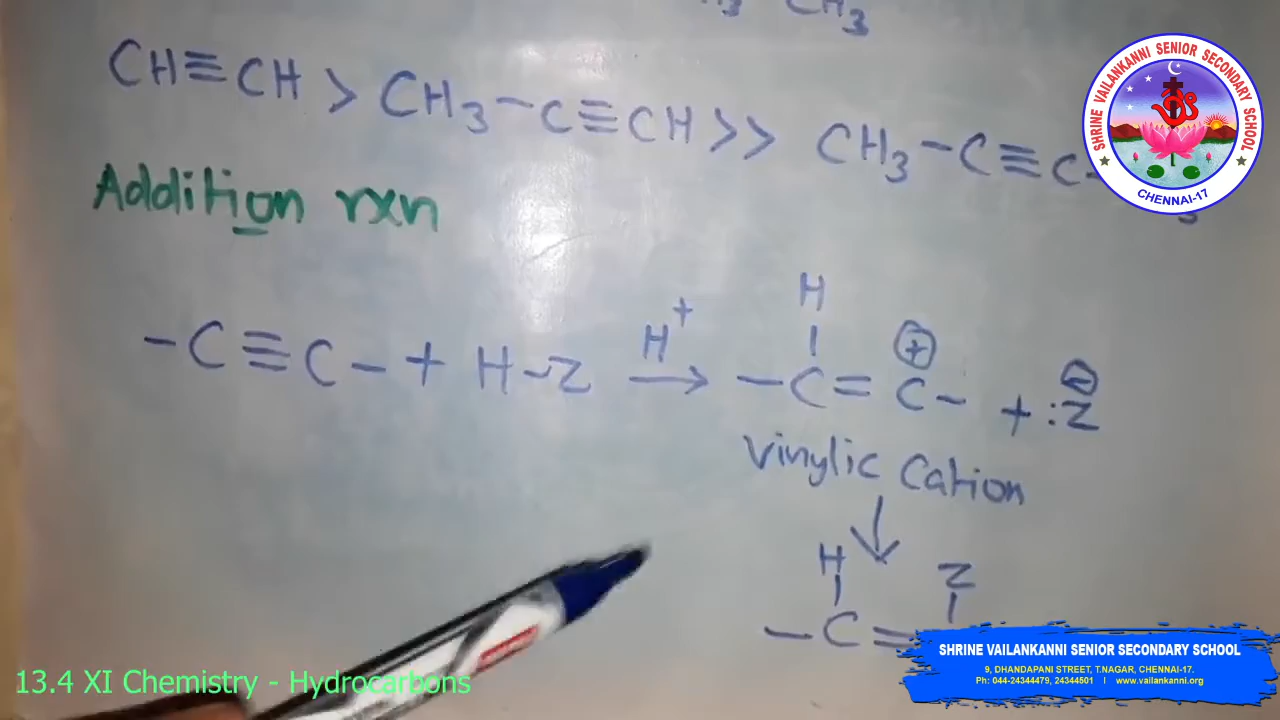 CH3
CH≡CH > CH3-C≡CH >> CH3-C≡C-
3
Addition rxn
H
-C≡C- + H-Z H+ → -C=C- + :Z
⊕ ⊖
Vinylic Cation
↓
H Z
-C=
SHRINE VAILANKANNI SENIOR SECONDARY SCHOOL
CHENNAI-17
SHRINE VAILANKANNI SENIOR SECONDARY SCHOOL
9, DHANDAPANI STREET, T.NAGAR, CHENNAI-17.
Ph: 044-24344479, 24344501 I www.vailankanni.org
13.4 XI Chemistry - Hydrocarbons